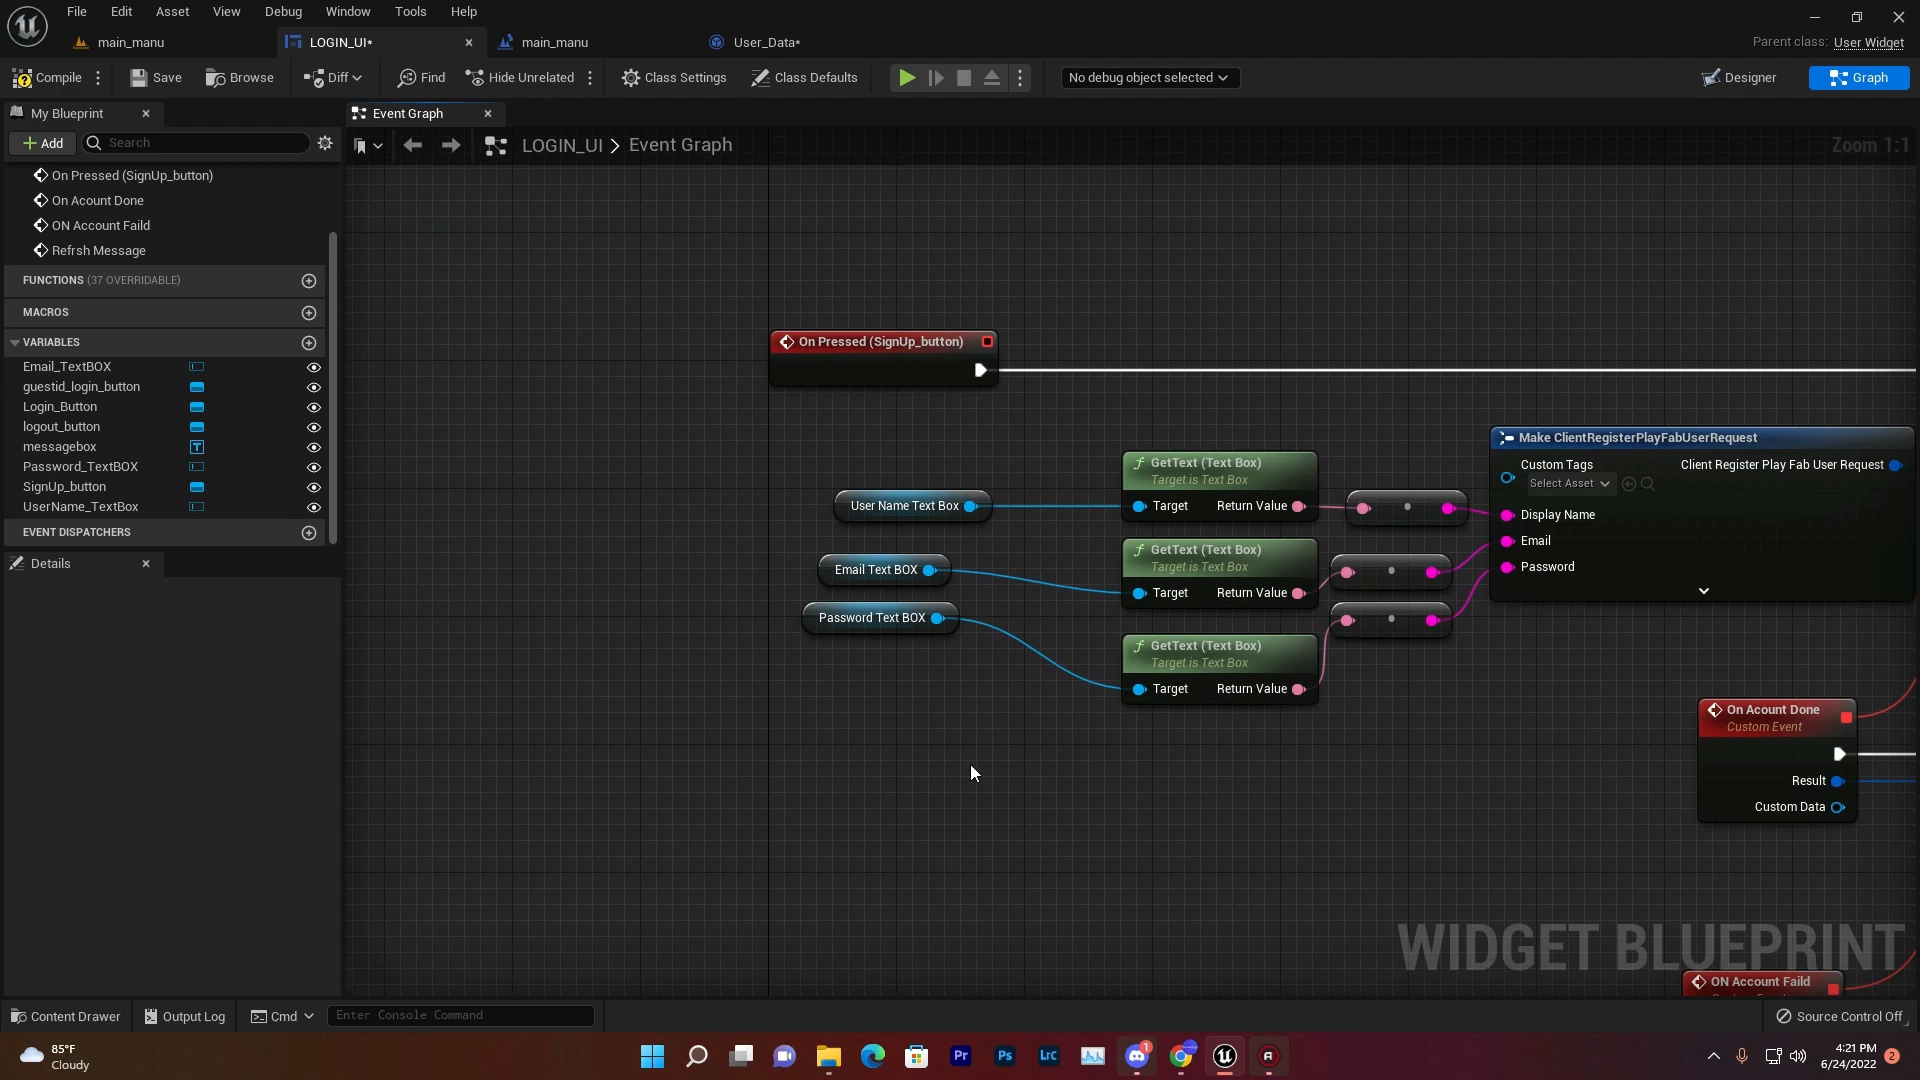 File Edit Asset View Debug Window Tools Help
main_manu LOGIN_UI* main_manu User_Data* Parent class: User Widget
Compile Save Browse Diff Find Hide Unrelated Class Settings Class Defaults No debug object selected Designer Graph
My Blueprint Event Graph
Add Search LOGIN_UI > Event Graph Zoom 1:1
On Pressed (SignUp_button)
On Acount Done
ON Account Faild
Refrsh Message
FUNCTIONS (37 OVERRIDABLE)
MACROS
VARIABLES
Email_TextBOX
guestid_login_button
Login_Button
logout_button
messagebox
Password_TextBOX
SignUp_button
UserName_TextBox
EVENT DISPATCHERS
Details
On Pressed (SignUp_button)
User Name Text Box
Email Text BOX
Password Text BOX
GetText (Text Box)
Target is Text Box
Target Return Value
GetText (Text Box)
Target is Text Box
Target Return Value
GetText (Text Box)
Target is Text Box
Target Return Value
Make ClientRegisterPlayFabUserRequest
Custom Tags Client Register Play Fab User Request
Select Asset
Display Name
Email
Password
On Acount Done
Custom Event
Result
Custom Data
WIDGET BLUEPRINT
ON Account Faild
Content Drawer Output Log Cmd Enter Console Command Source Control Off
85°F
Cloudy
Pr Ps Lrc 1
4:21 PM
6/24/2022 2